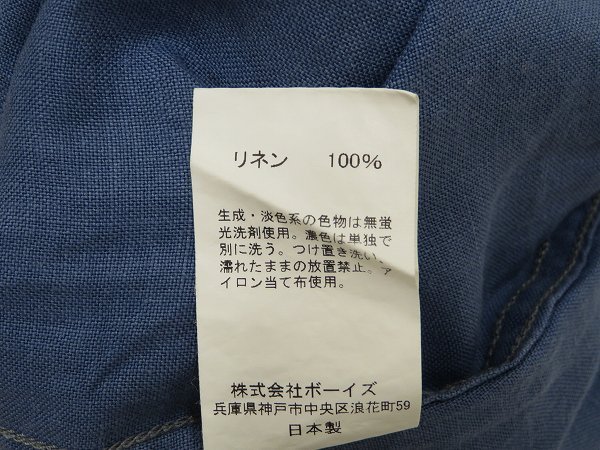 リネン 100%
生成・淡色系の色物は無蛍
光洗剤使用。濃色は単独で
別に洗う。つけ置き洗い、
濡れたままの放置禁止。ア
イロン当て布使用。
株式会社ボーイズ
兵庫県神戸市中央区浪花町59
日本製